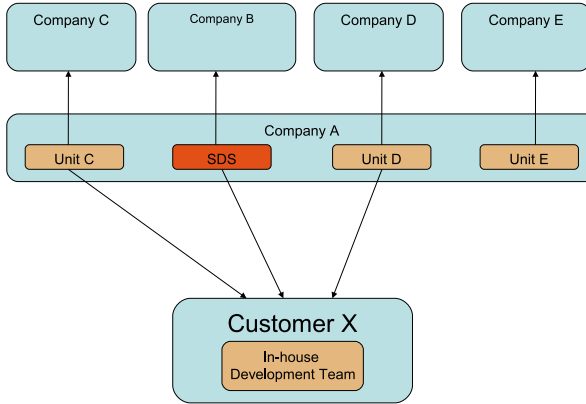 Company C
Company B
Company D
Company E
Company A
Unit C
SDS
Unit D
Unit E
Customer X
In-house
Development Team